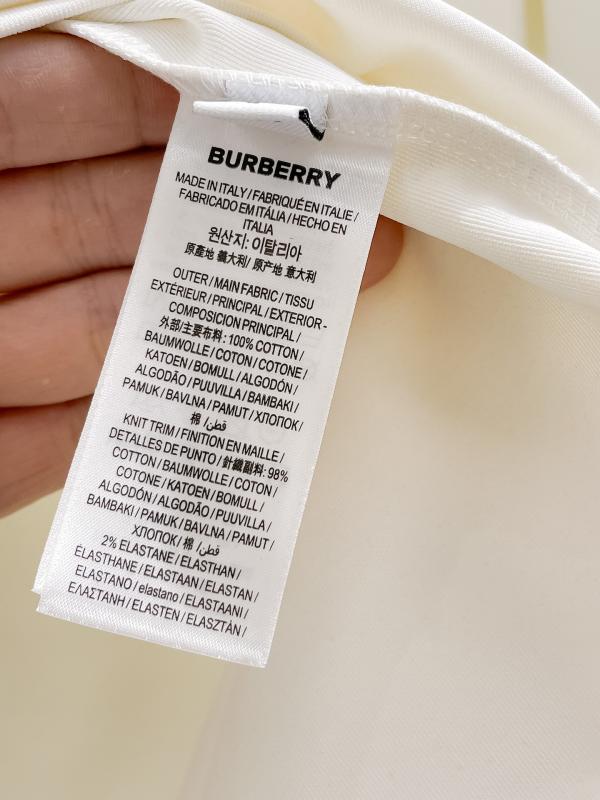 BURBERRY
MADE IN ITALY / FABRIQUÉ EN ITALIE /
FABRICADO EM ITÁLIA / HECHO EN
ITALIA
원산지: 이탈리아
原產地 義大利/ 原产地 意大利
OUTER / MAIN FABRIC / TISSU
EXTÉRIEUR / PRINCIPAL / EXTERIOR -
COMPOSICION PRINCIPAL /
外部/主要布料: 100% COTTON /
BAUMWOLLE / COTON / COTONE /
KATOEN / BOMULL / ALGODÓN /
ALGODÃO / PUUVILLA / BAMBAKI /
PAMUK / BAVLNA / PAMUT / ХЛОПОК /
棉 / قطن/
KNIT TRIM / FINITION EN MAILLE /
DETALLES DE PUNTO / 針織副料: 98%
COTTON / BAUMWOLLE / COTON /
COTONE / KATOEN / BOMULL /
ALGODÓN / ALGODÃO / PUUVILLA /
BAMBAKI / PAMUK / BAVLNA / PAMUT /
ХЛОПОК / 棉 / قطن/
2% ELASTANE / ELASTHAN /
ÉLASTHANNE / ELASTAAN / ELASTAN /
ELASTANO / elastano / ELASTAANI /
ΕΛΑΣΤΑΝΗ / ELASTEN / ELASZTÁN /